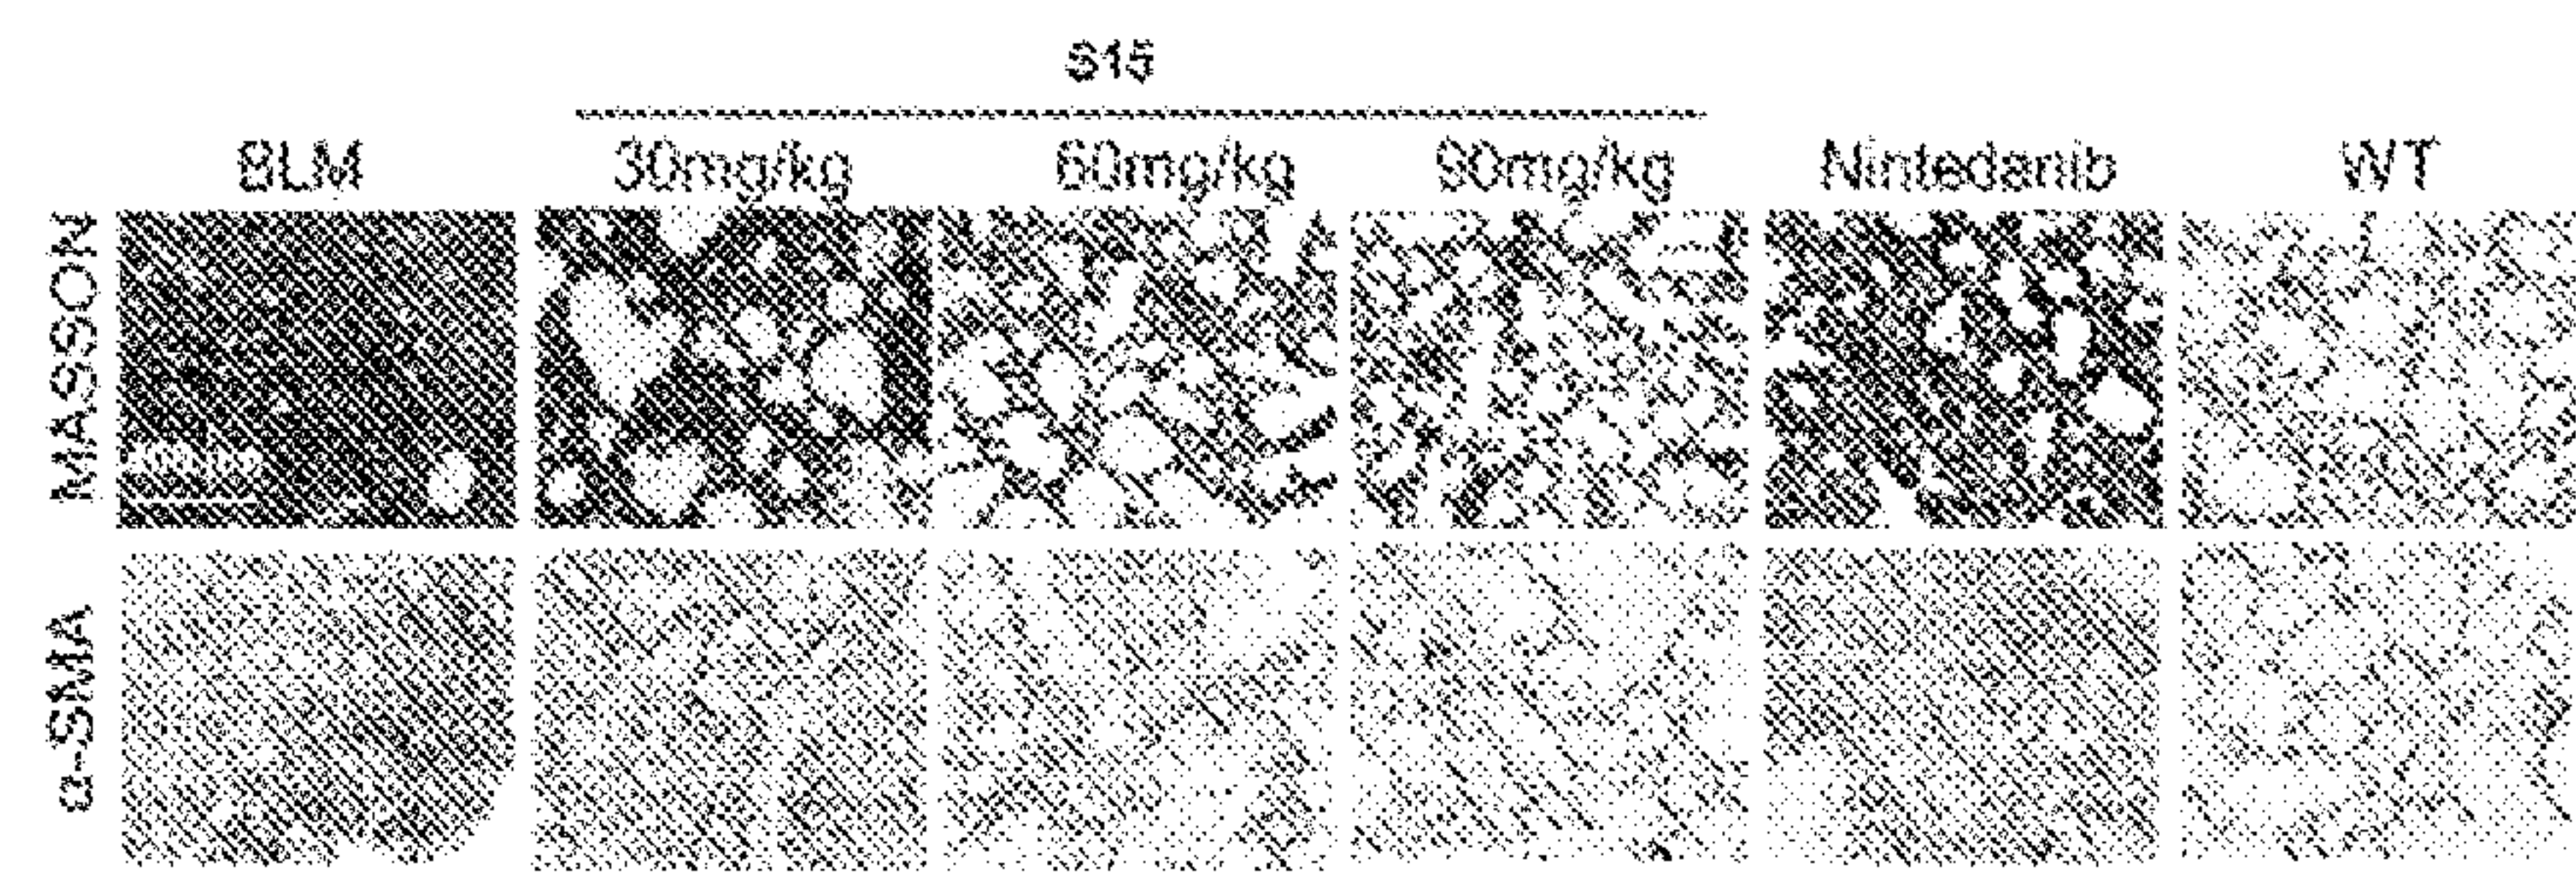 S15
BLM 30mg/kg 60mg/kg 90mg/kg Nintedanib WT
MASSON
α-SMA